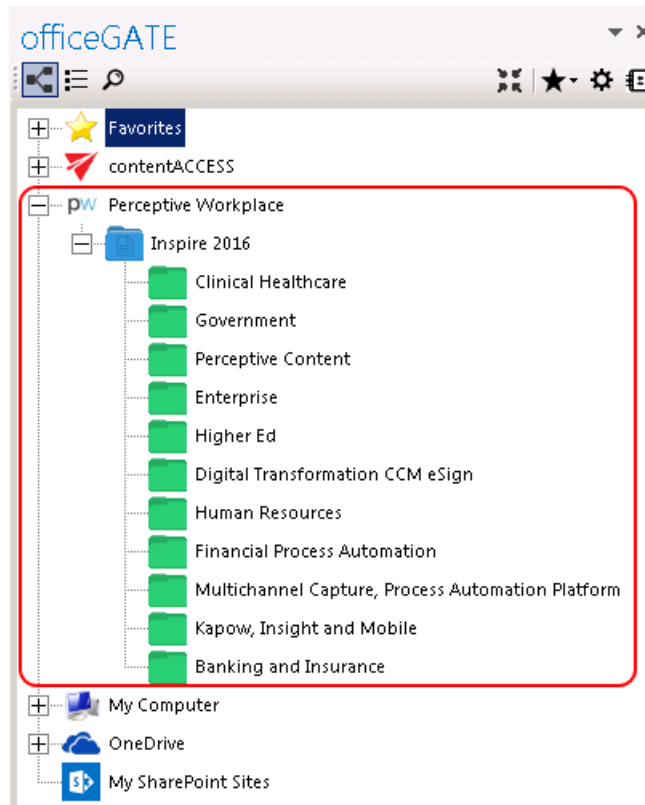 officeGATE
Favorites
contentACCESS
pw Perceptive Workplace
Inspire 2016
Clinical Healthcare
Government
Perceptive Content
Enterprise
Higher Ed
Digital Transformation CCM eSign
Human Resources
Financial Process Automation
Multichannel Capture, Process Automation Platform
Kapow, Insight and Mobile
Banking and Insurance
My Computer
OneDrive
My SharePoint Sites